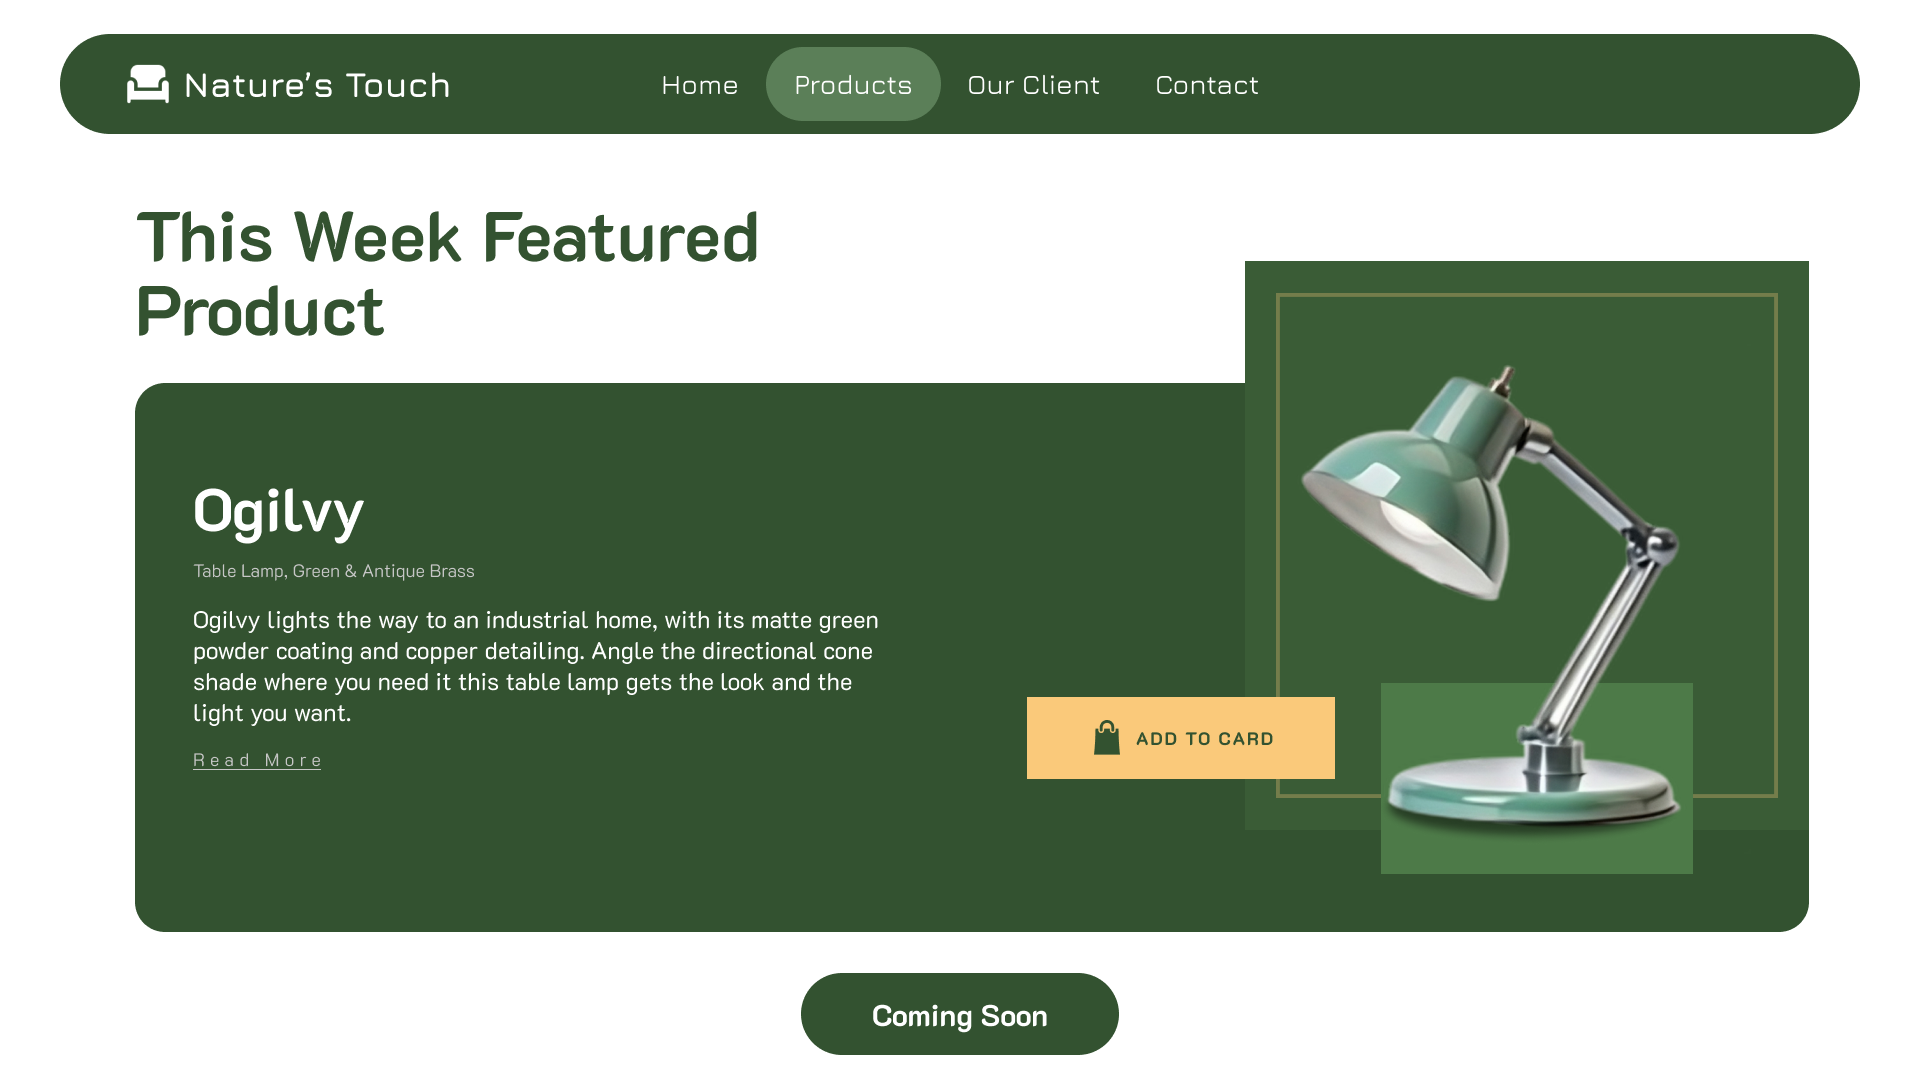 Nature’s Touch
Home
Products
Our Client
Contact
This Week Featured
Product
Ogilvy
Table Lamp, Green & Antique Brass
Ogilvy lights the way to an industrial home, with its matte green
powder coating and copper detailing. Angle the directional cone
shade where you need it this table lamp gets the look and the
light you want.
Read More
ADD TO CARD
Coming Soon